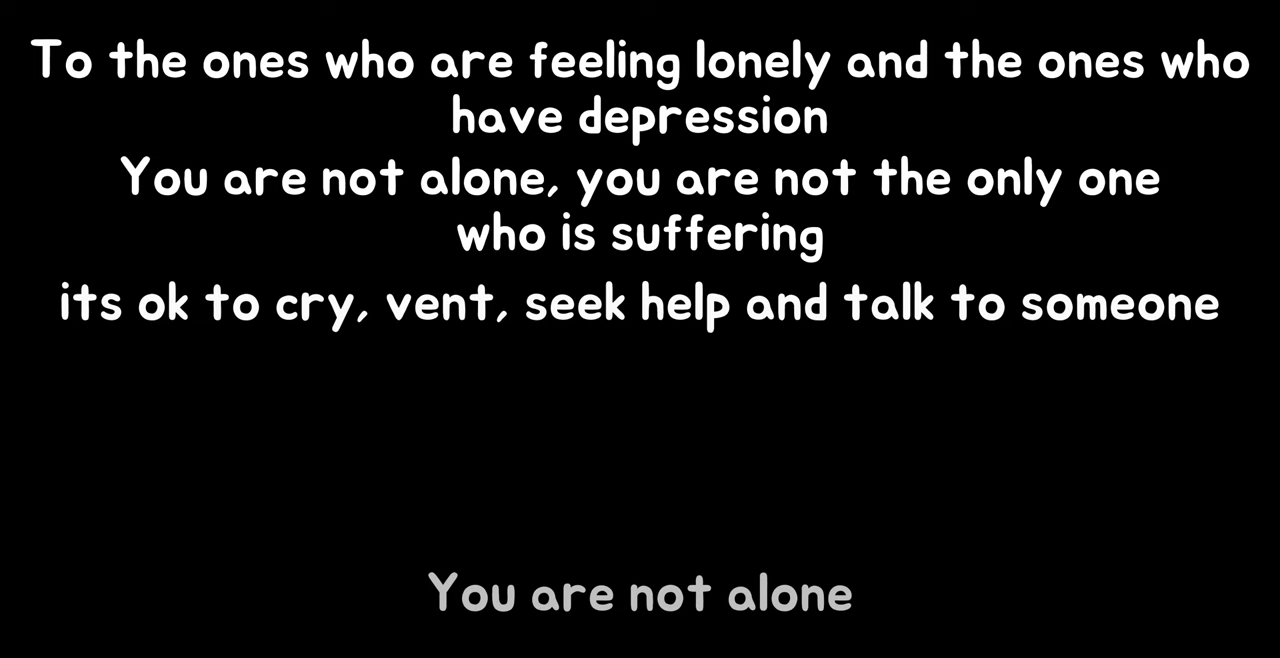 To the ones who are feeling lonely and the ones who
have depression
You are not alone, you are not the only one
who is suffering
its ok to cry, vent, seek help and talk to someone
You are not alone